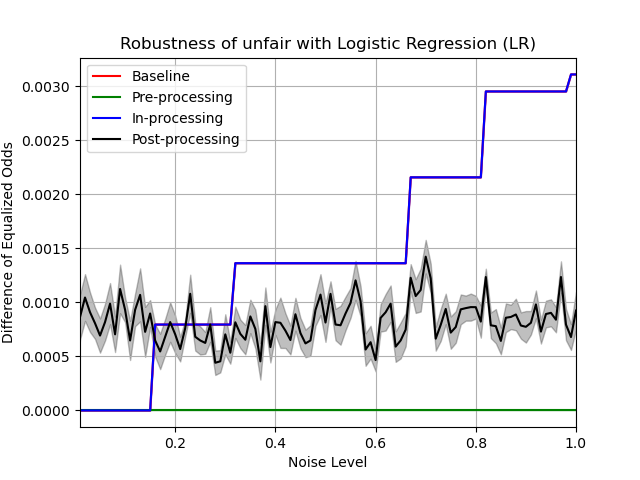 Robustness of unfair with Logistic Regression (LR)
Baseline
Pre-processing
In-processing
Post-processing
Difference of Equalized Odds
0.0030
0.0025
0.0020
0.0015
0.0010
0.0005
0.0000
0.2 0.4 0.6 0.8 1.0
Noise Level